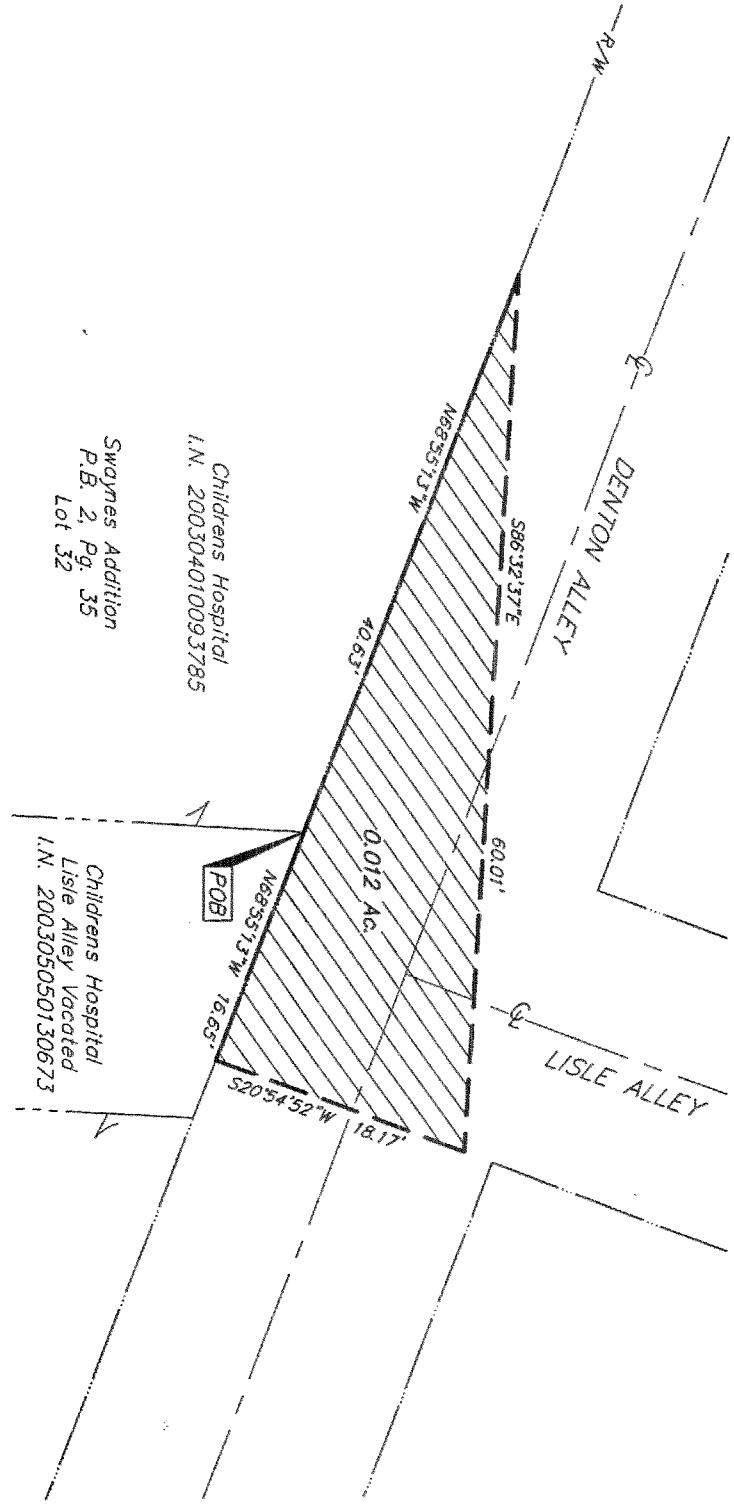 R/W
℄
DENTON ALLEY
S86°32'37"E
60.01'
N68°55'13"W
40.63'
0.012 Ac.
℄
LISLE ALLEY
POB
N68°55'13"W
16.65'
S20°54'52"W
18.17'
Childrens Hospital
I.N. 200304010093785
Swaynes Addition
P.B. 2, Pg. 35
Lot 32
Childrens Hospital
Lisle Alley Vacated
I.N. 200305050130673